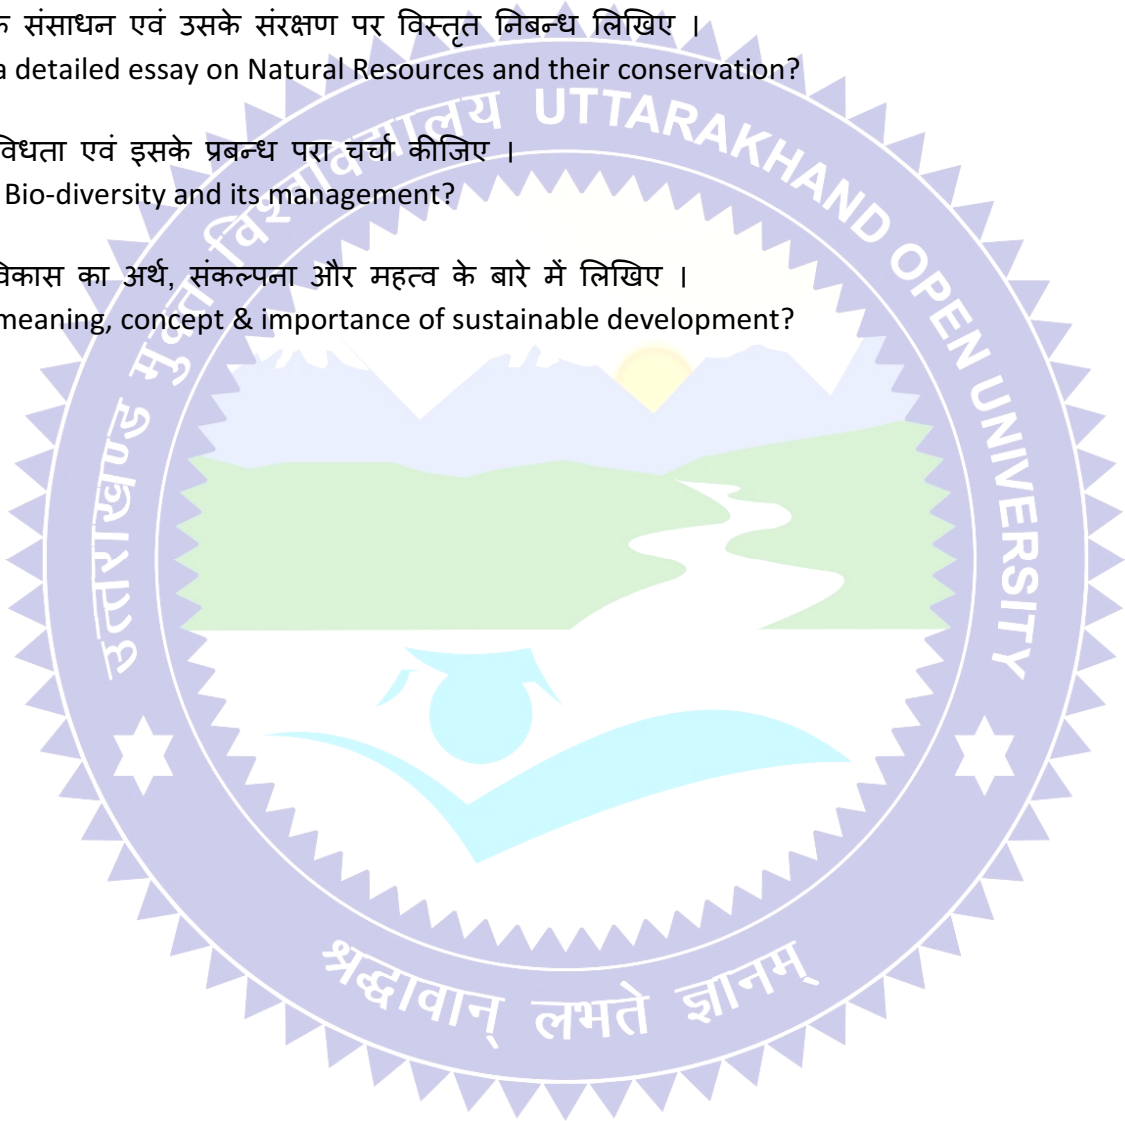 संसाधन एवं उसके संरक्षण पर विस्तृत निबन्ध लिखिए ।
a detailed essay on Natural Resources and their conservation?
विधता एवं इसके प्रबन्ध परा चर्चा कीजिए ।
Bio-diversity and its management?
विकास का अर्थ, संकल्पना और महत्व के बारे में लिखिए ।
meaning, concept & importance of sustainable development?
उत्तराखण्ड मुक्त विश्वविद्यालय UTTARAKHAND OPEN UNIVERSITY
श्रद्धावान् लभते ज्ञानम्